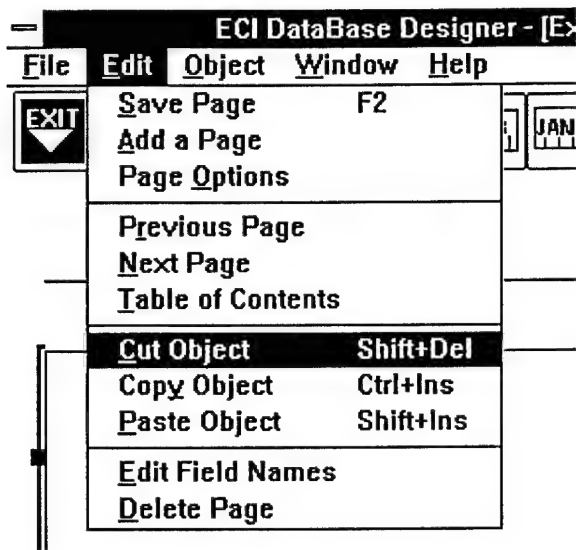 ECI DataBase Designer - [Ex
File Edit Object Window Help
EXIT
JAN
Save Page F2
Add a Page
Page Options
Previous Page
Next Page
Table of Contents
Cut Object Shift+Del
Copy Object Ctrl+Ins
Paste Object Shift+Ins
Edit Field Names
Delete Page